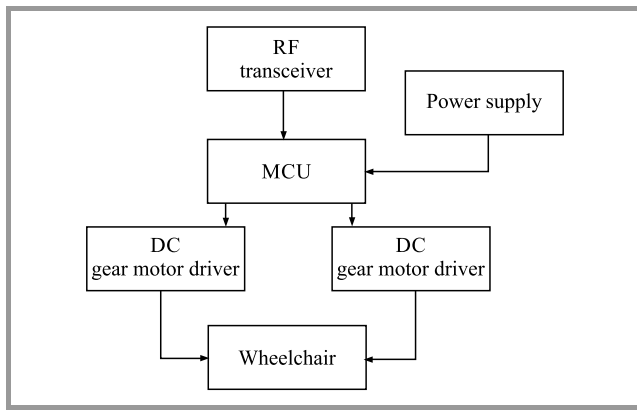 RF
transceiver
Power supply
MCU
DC
gear motor driver
DC
gear motor driver
Wheelchair